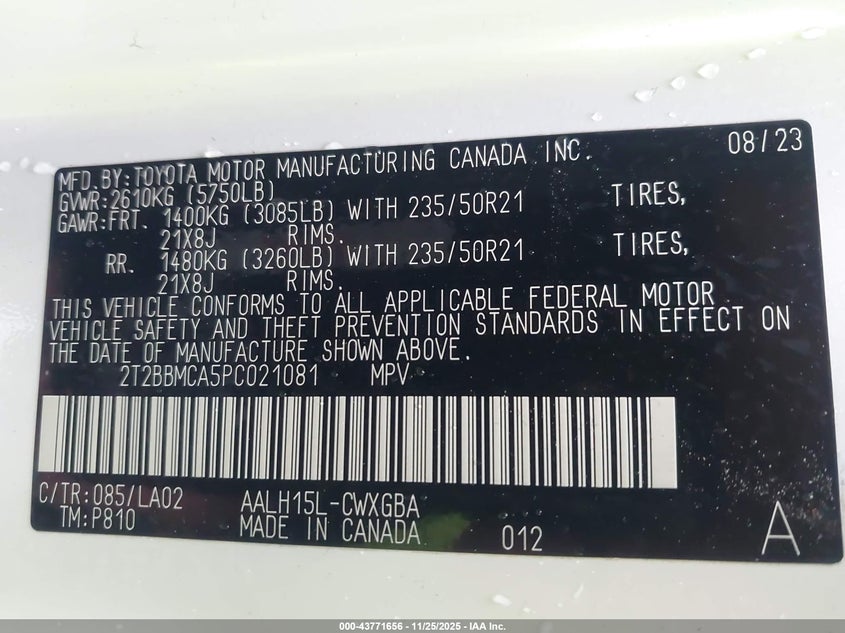 MFD.BY:TOYOTA MOTOR MANUFACTURING CANADA INC. 08/23
GVWR:2610KG (5750LB)
GAWR:FRT. 1400KG (3085LB) WITH 235/50R21 TIRES,
21X8J RIMS.
RR. 1480KG (3260LB) WITH 235/50R21 TIRES,
21X8J RIMS.
THIS VEHICLE CONFORMS TO ALL APPLICABLE FEDERAL MOTOR
VEHICLE SAFETY AND THEFT PREVENTION STANDARDS IN EFFECT ON
THE DATE OF MANUFACTURE SHOWN ABOVE.
2T2BBMCA5PC021081 MPV
C/TR:085/LA02 AALH15L-CWXGBA
TM:P810 MADE IN CANADA 012 A
000-43771656 - 11/25/2025 - IAA Inc.